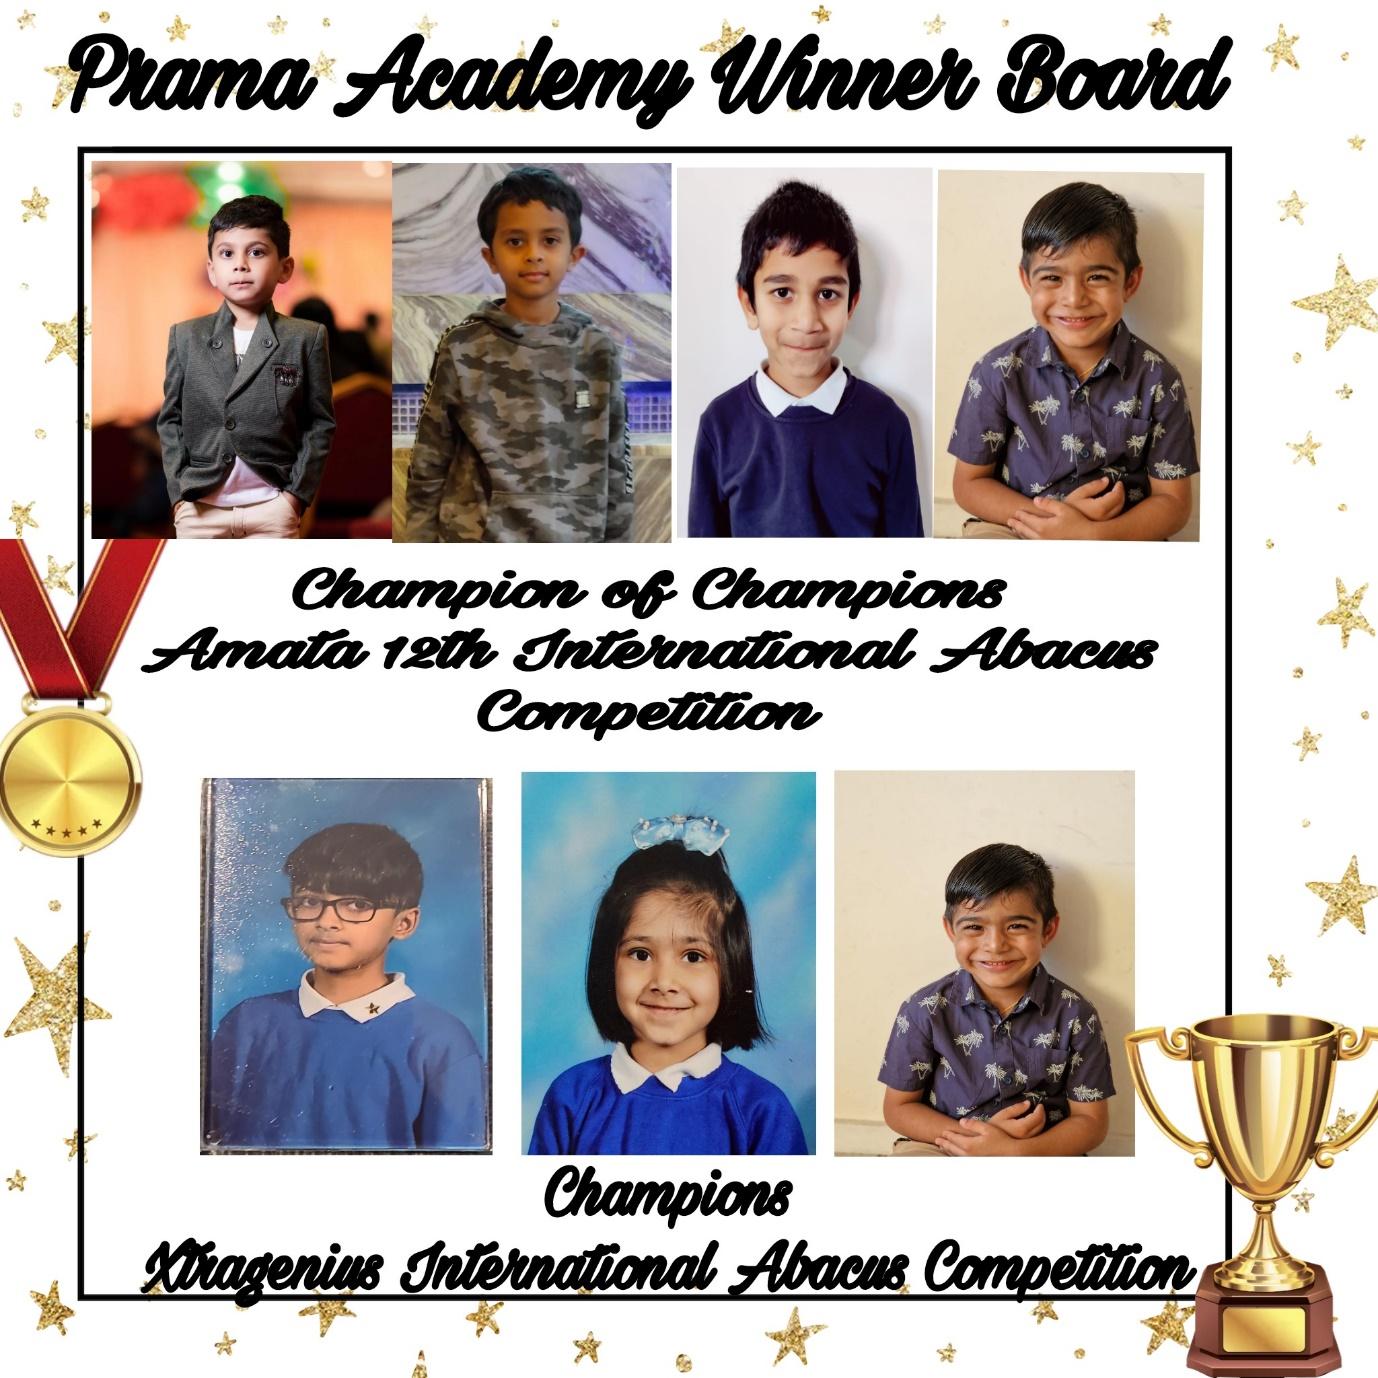 Prama Academy Winner Board
Champion of Champions
Amata 12th International Abacus
Competition
Champions
Xtragenius International Abacus Competition